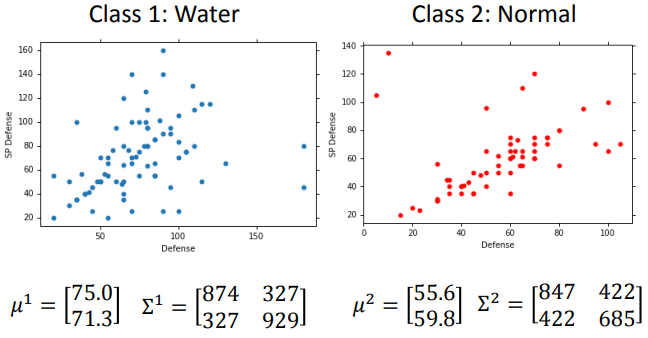 Class 1: Water
Class 2: Normal
160
140
120
100
80
60
40
20
SP Defense
50
100
150
Defense
140
120
100
80
60
40
20
SP Defense
0
20
40
60
80
100
Defense
μ¹ = [75.0
71.3]
Σ¹ = [874 327
327 929]
μ² = [55.6
59.8]
Σ² = [847 422
422 685]